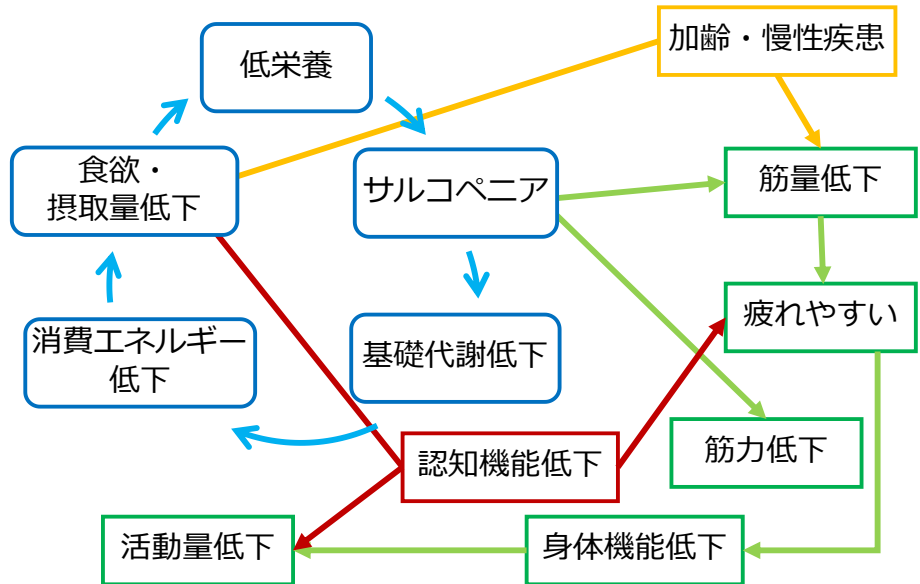 低栄養
加齢・慢性疾患
食欲・
摂取量低下
サルコペニア
筋量低下
消費エネルギー
低下
基礎代謝低下
疲れやすい
認知機能低下
筋力低下
活動量低下
身体機能低下